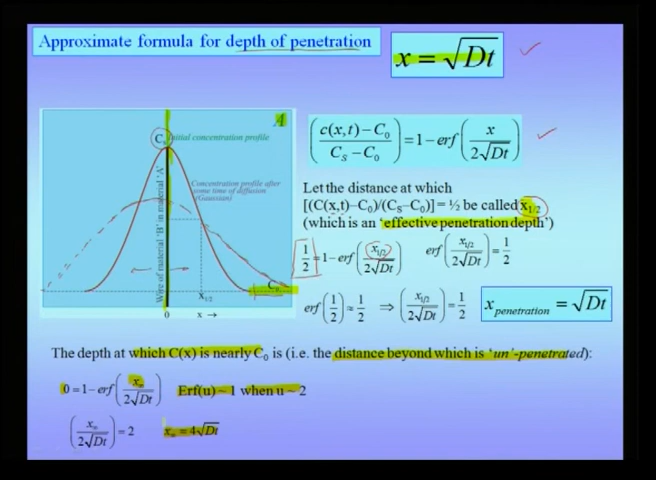 Approximate formula for depth of penetration
x = √Dt
(c(x,t) − C₀ / C_S − C₀) = 1 − erf(x / 2√Dt)
A
C_s
Initial concentration profile
Concentration profile after
some time of diffusion
(Gaussian)
Wire of material 'B' in material 'A'
C₀
X₁/₂
0 x →
Let the distance at which
[(C(x,t)–C₀)/(C_S–C₀)] = ½ be called x₁/₂
(which is an 'effective penetration depth')
1/2 = 1 − erf(x₁/₂ / 2√Dt) erf(x₁/₂ / 2√Dt) = 1/2
erf(1/2) ≈ 1/2 ⇒ (x₁/₂ / 2√Dt) = 1/2
x_penetration = √Dt
The depth at which C(x) is nearly C₀ is (i.e. the distance beyond which is 'un'-penetrated):
0 = 1 − erf(x∞ / 2√Dt) Erf(u) ~ 1 when u ~ 2
(x∞ / 2√Dt) = 2 x∞ = 4√Dt